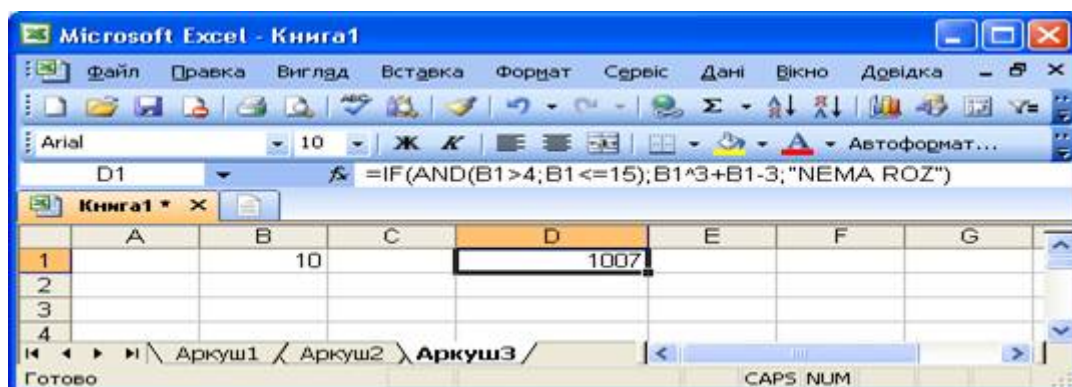 Microsoft Excel - Книга1
Файл Правка Вигляд Вставка Формат Сервіс Дані Вікно Довідка
Arial 10 Ж К Автоформат...
D1 fx =IF(AND(B1>4;B1<=15);B1^3+B1-3;"NEMA ROZ")
Книга1 *
A B C D E F G
1 10 1007
2
3
4
Аркуш1 Аркуш2 Аркуш3
Готово CAPS NUM